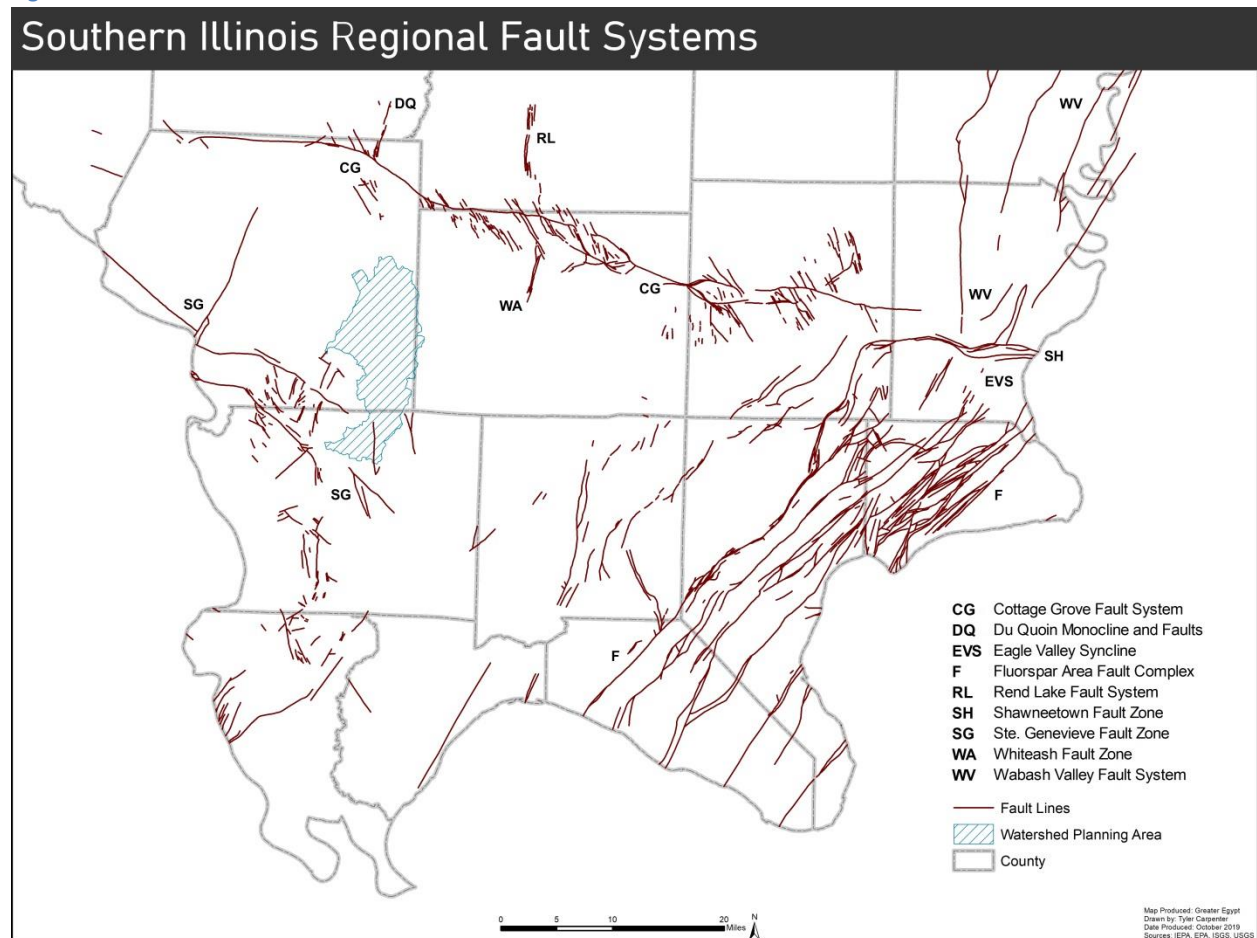 Southern Illinois Regional Fault Systems
DQ
WV
RL
CG
SG
WA
CG
WV
SH
EVS
SG
F
F
CG Cottage Grove Fault System
DQ Du Quoin Monocline and Faults
EVS Eagle Valley Syncline
F Fluorspar Area Fault Complex
RL Rend Lake Fault System
SH Shawneetown Fault Zone
SG Ste. Genevieve Fault Zone
WA Whiteash Fault Zone
WV Wabash Valley Fault System
Fault Lines
Watershed Planning Area
County
0 5 10 20
Miles
N
Map Produced: Greater Egypt
Drawn by: Tyler Carpenter
Date Produced: October 2019
Sources: IEPA, EPA, ISGS, USGS